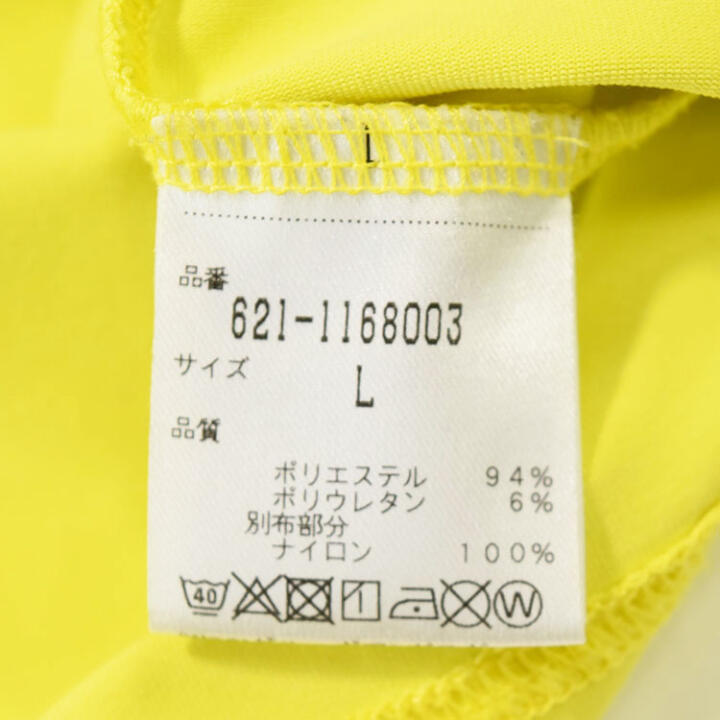 品番
621-1168003
サイズ
L
品質
ポリエステル 94%
ポリウレタン 6%
別布部分
ナイロン 100%
40 W